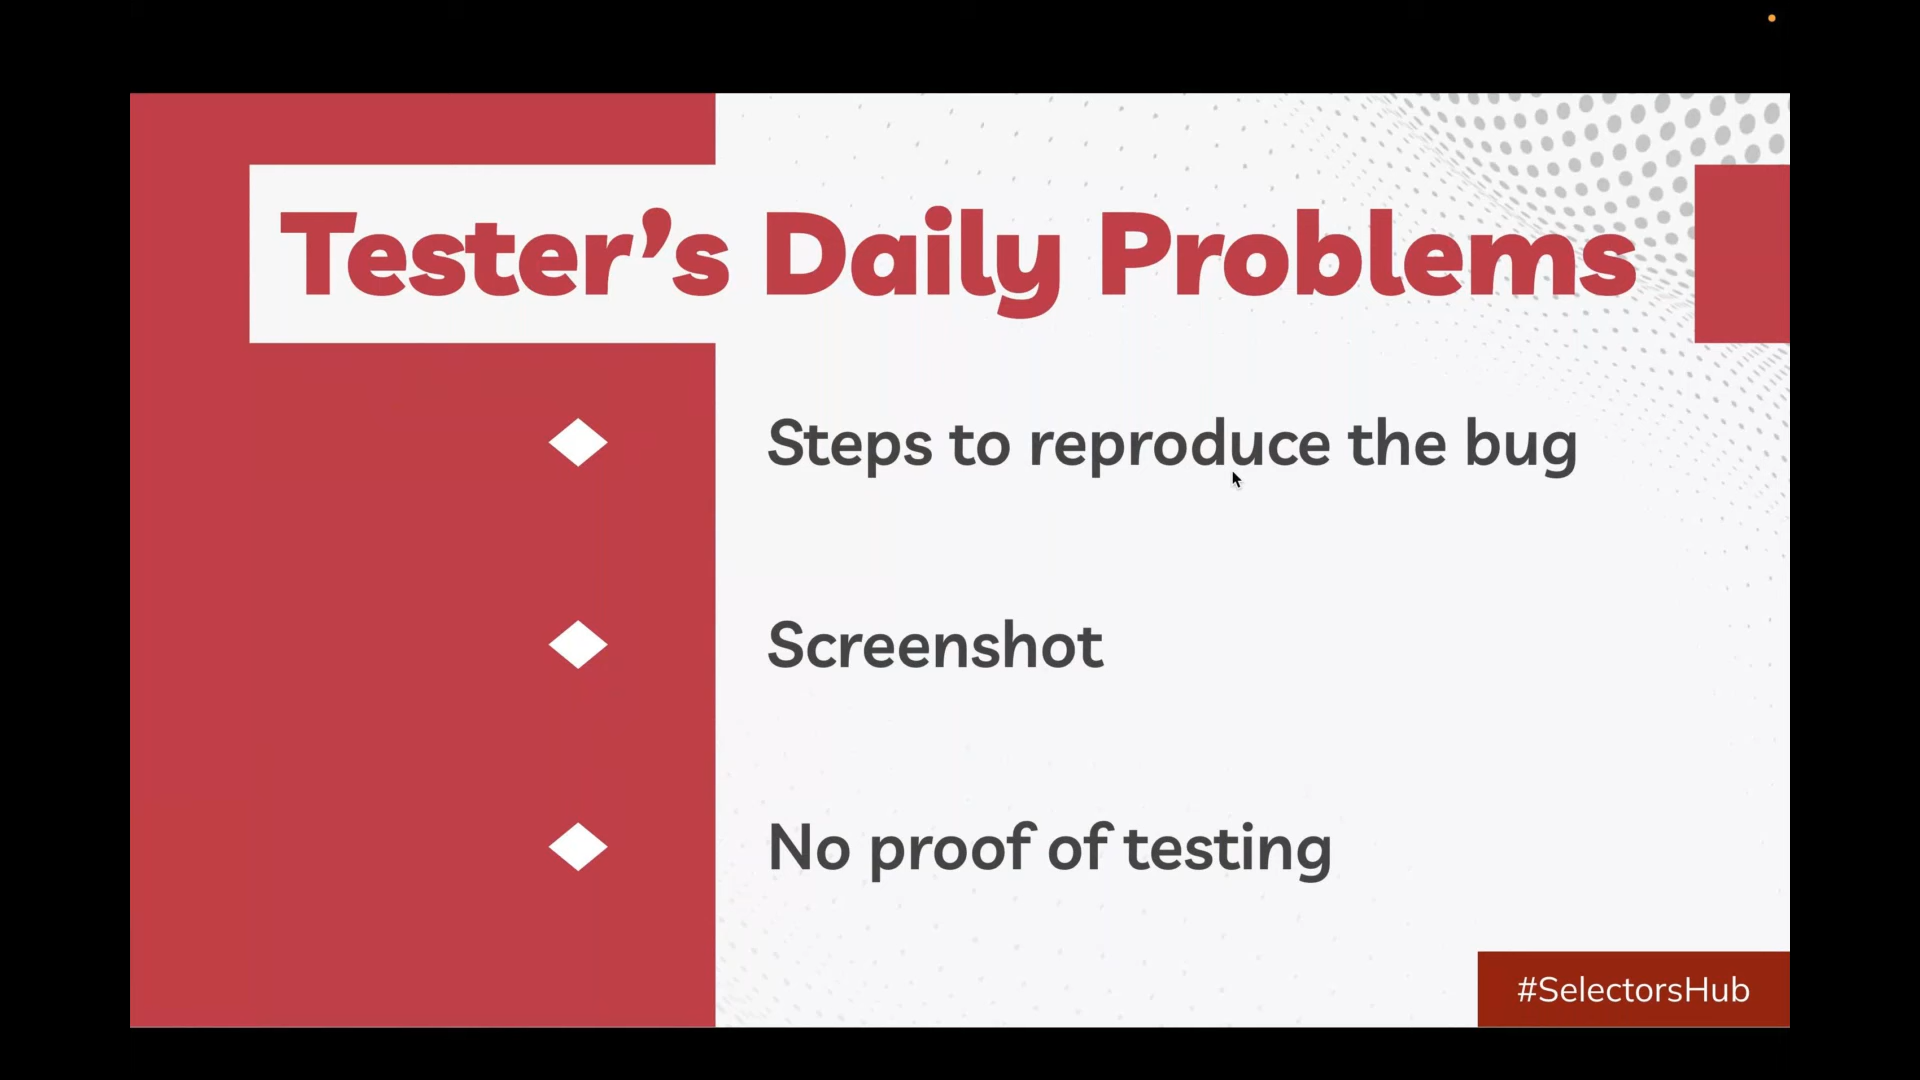 Tester’s Daily Problems
Steps to reproduce the bug
Screenshot
No proof of testing
#SelectorsHub